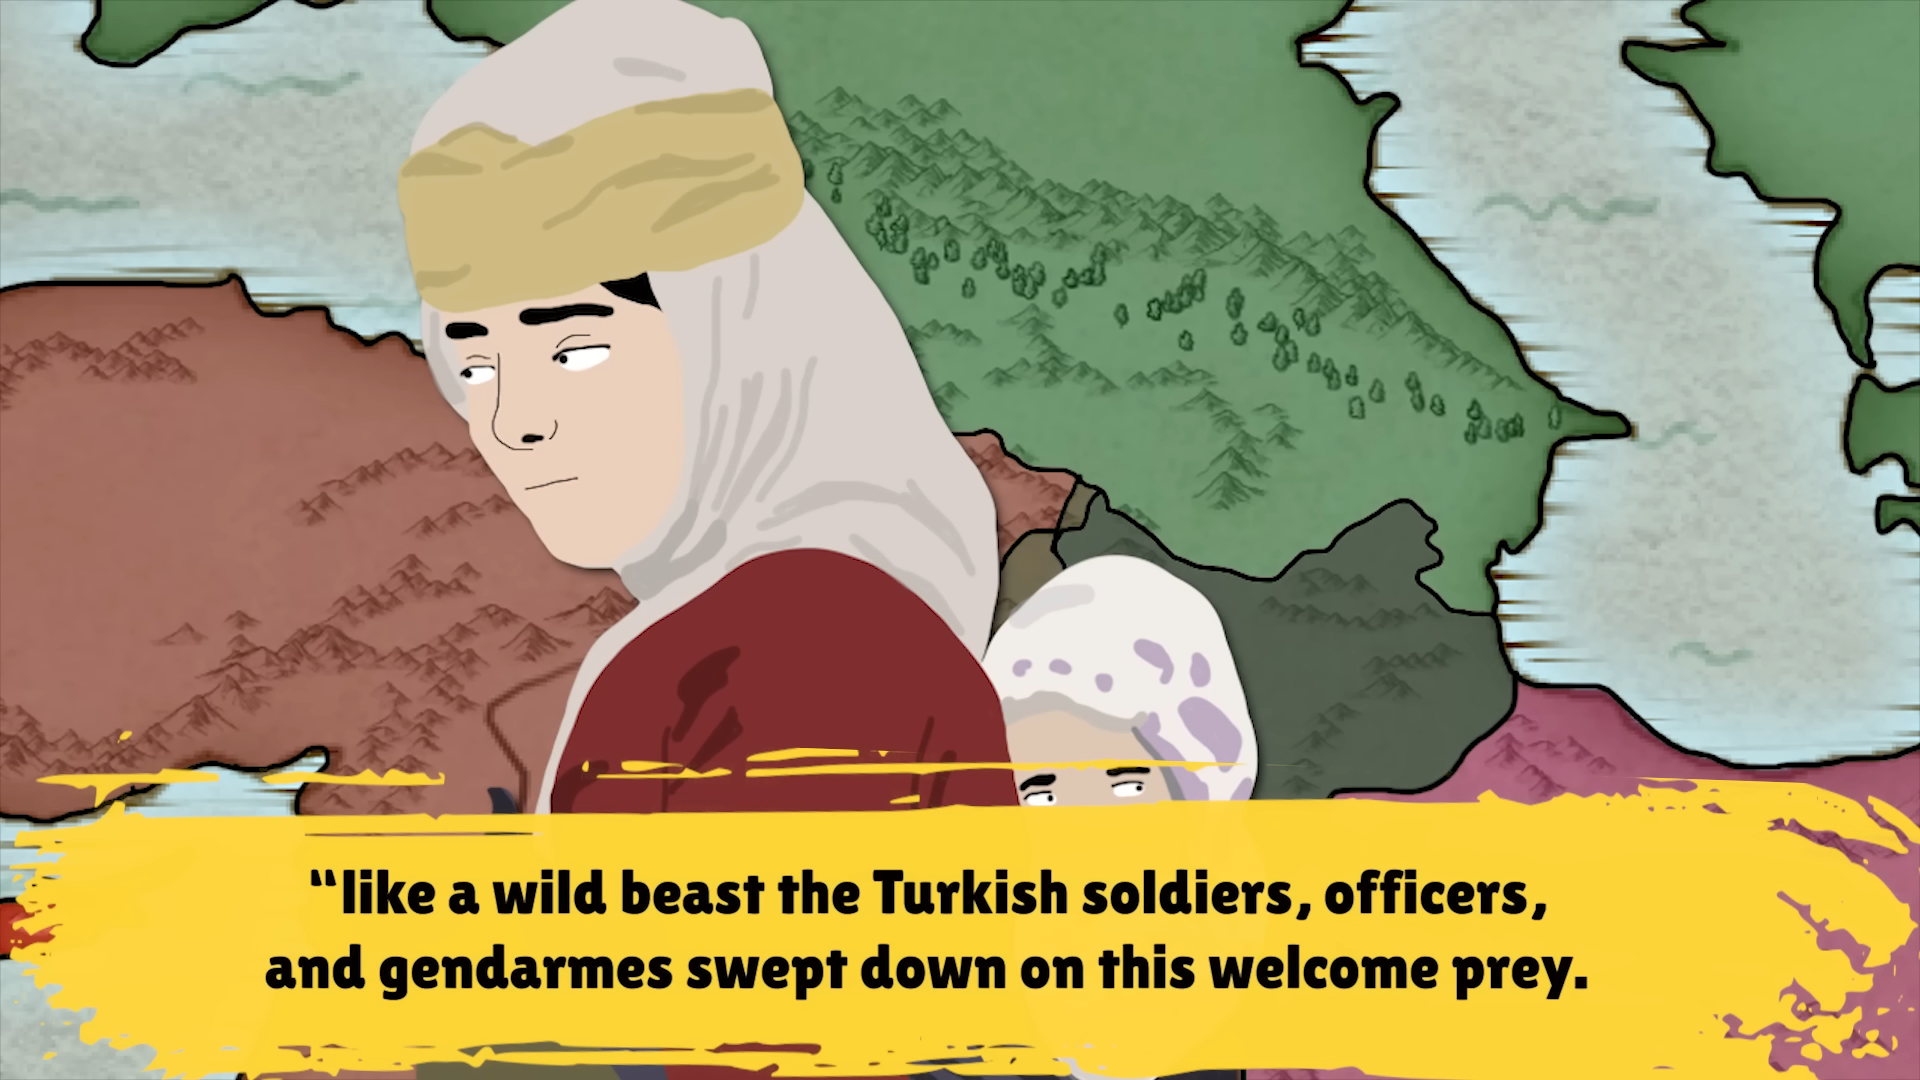 “like a wild beast the Turkish soldiers, officers,
and gendarmes swept down on this welcome prey.